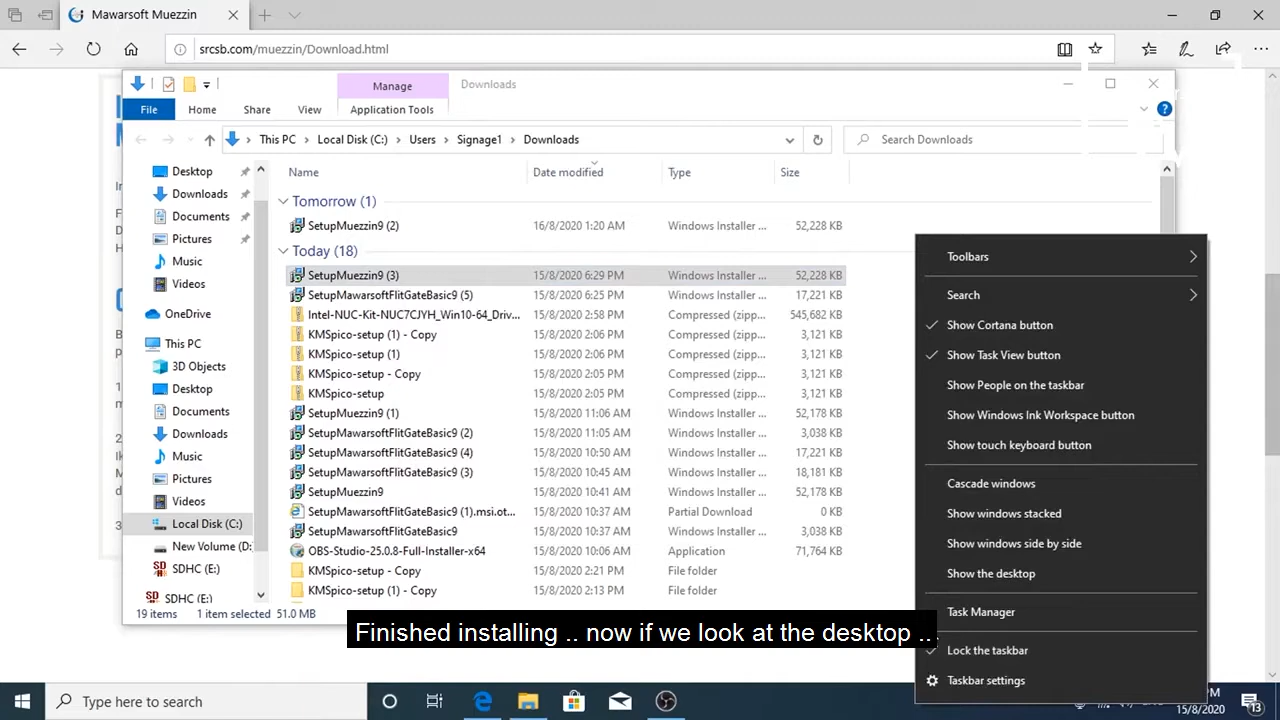 Mawarsoft Muezzin
srcsb.com/muezzin/Download.html
Manage
Downloads
File
Home
Share
View
Application Tools
This PC > Local Disk (C:) > Users > Signage1 > Downloads
Search Downloads
Desktop
Downloads
Documents
Pictures
Music
Videos
OneDrive
This PC
3D Objects
Desktop
Documents
Downloads
Music
Pictures
Videos
Local Disk (C:)
New Volume (D:
SDHC (E:)
SDHC (E:)
Name Date modified Type Size
Tomorrow (1)
SetupMuezzin9 (2) 16/8/2020 1:20 AM Windows Installer ... 52,228 KB
Today (18)
SetupMuezzin9 (3) 15/8/2020 6:29 PM Windows Installer ... 52,228 KB
SetupMawarsoftFlitGateBasic9 (5) 15/8/2020 6:25 PM Windows Installer ... 17,221 KB
Intel-NUC-Kit-NUC7CJYH_Win10-64_Driv... 15/8/2020 2:58 PM Compressed (zipp... 545,682 KB
KMSpico-setup (1) - Copy 15/8/2020 2:06 PM Compressed (zipp... 3,121 KB
KMSpico-setup (1) 15/8/2020 2:06 PM Compressed (zipp... 3,121 KB
KMSpico-setup - Copy 15/8/2020 2:05 PM Compressed (zipp... 3,121 KB
KMSpico-setup 15/8/2020 2:05 PM Compressed (zipp... 3,121 KB
SetupMuezzin9 (1) 15/8/2020 11:06 AM Windows Installer ... 52,178 KB
SetupMawarsoftFlitGateBasic9 (2) 15/8/2020 11:05 AM Windows Installer ... 3,038 KB
SetupMawarsoftFlitGateBasic9 (4) 15/8/2020 10:50 AM Windows Installer ... 17,221 KB
SetupMawarsoftFlitGateBasic9 (3) 15/8/2020 10:45 AM Windows Installer ... 18,181 KB
SetupMuezzin9 15/8/2020 10:41 AM Windows Installer ... 52,178 KB
SetupMawarsoftFlitGateBasic9 (1).msi.ot... 15/8/2020 10:37 AM Partial Download 0 KB
SetupMawarsoftFlitGateBasic9 15/8/2020 10:37 AM Windows Installer ... 3,038 KB
OBS-Studio-25.0.8-Full-Installer-x64 15/8/2020 10:06 AM Application 71,764 KB
KMSpico-setup - Copy 15/8/2020 2:21 PM File folder
KMSpico-setup (1) - Copy 15/8/2020 2:13 PM File folder
19 items 1 item selected 51.0 MB
Toolbars
Search
Show Cortana button
Show Task View button
Show People on the taskbar
Show Windows Ink Workspace button
Show touch keyboard button
Cascade windows
Show windows stacked
Show windows side by side
Show the desktop
Task Manager
Lock the taskbar
Taskbar settings
Finished installing .. now if we look at the desktop ..
Type here to search
PM
15/8/2020
13